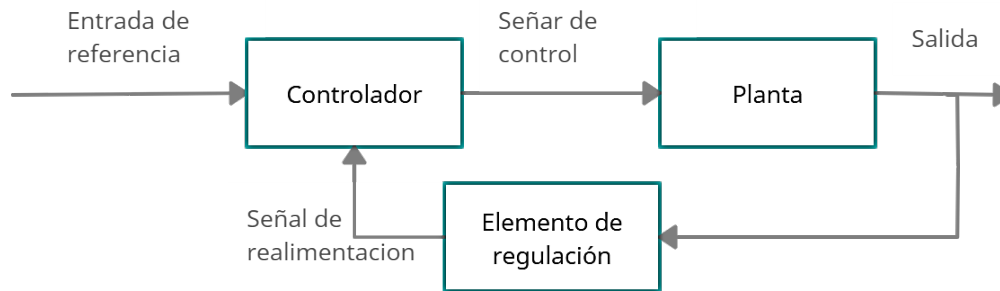 Entrada de
referencia
Señar de
control
Salida
Controlador
Planta
Señal de
realimentacion
Elemento de
regulación